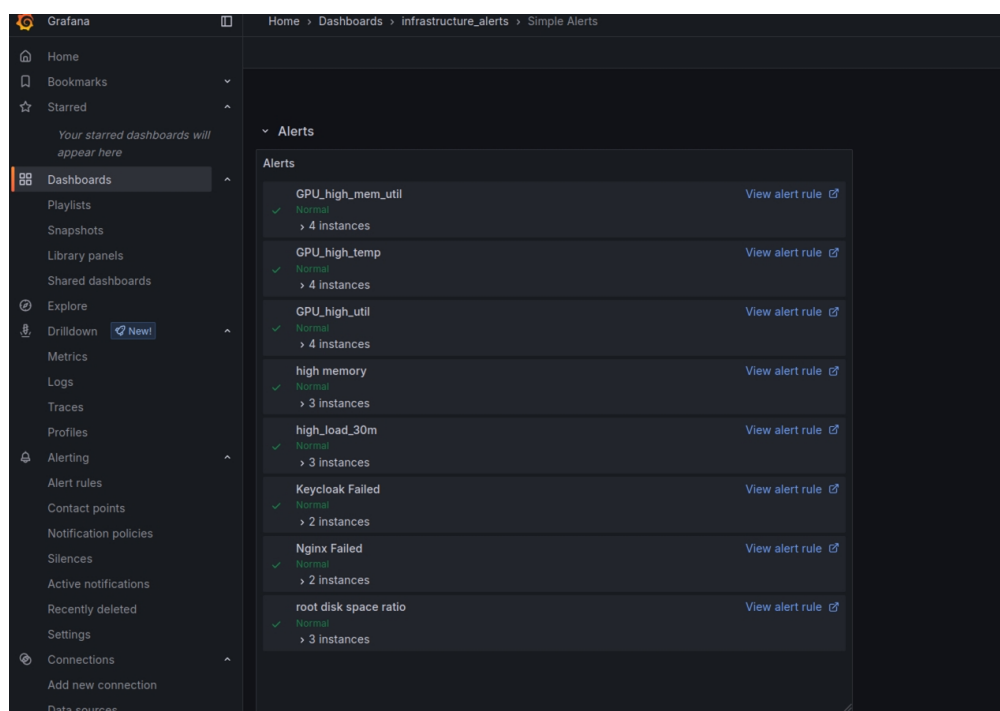 Grafana
Home › Dashboards › infrastructure_alerts › Simple Alerts
Home
Bookmarks
Starred
Your starred dashboards will
appear here
Dashboards
Playlists
Snapshots
Library panels
Shared dashboards
Explore
Drilldown New!
Metrics
Logs
Traces
Profiles
Alerting
Alert rules
Contact points
Notification policies
Silences
Active notifications
Recently deleted
Settings
Connections
Add new connection
Data sources
Alerts
Alerts
GPU_high_mem_util View alert rule
Normal
› 4 instances
GPU_high_temp View alert rule
Normal
› 4 instances
GPU_high_util View alert rule
Normal
› 4 instances
high memory View alert rule
Normal
› 3 instances
high_load_30m View alert rule
Normal
› 3 instances
Keycloak Failed View alert rule
Normal
› 2 instances
Nginx Failed View alert rule
Normal
› 2 instances
root disk space ratio View alert rule
Normal
› 3 instances